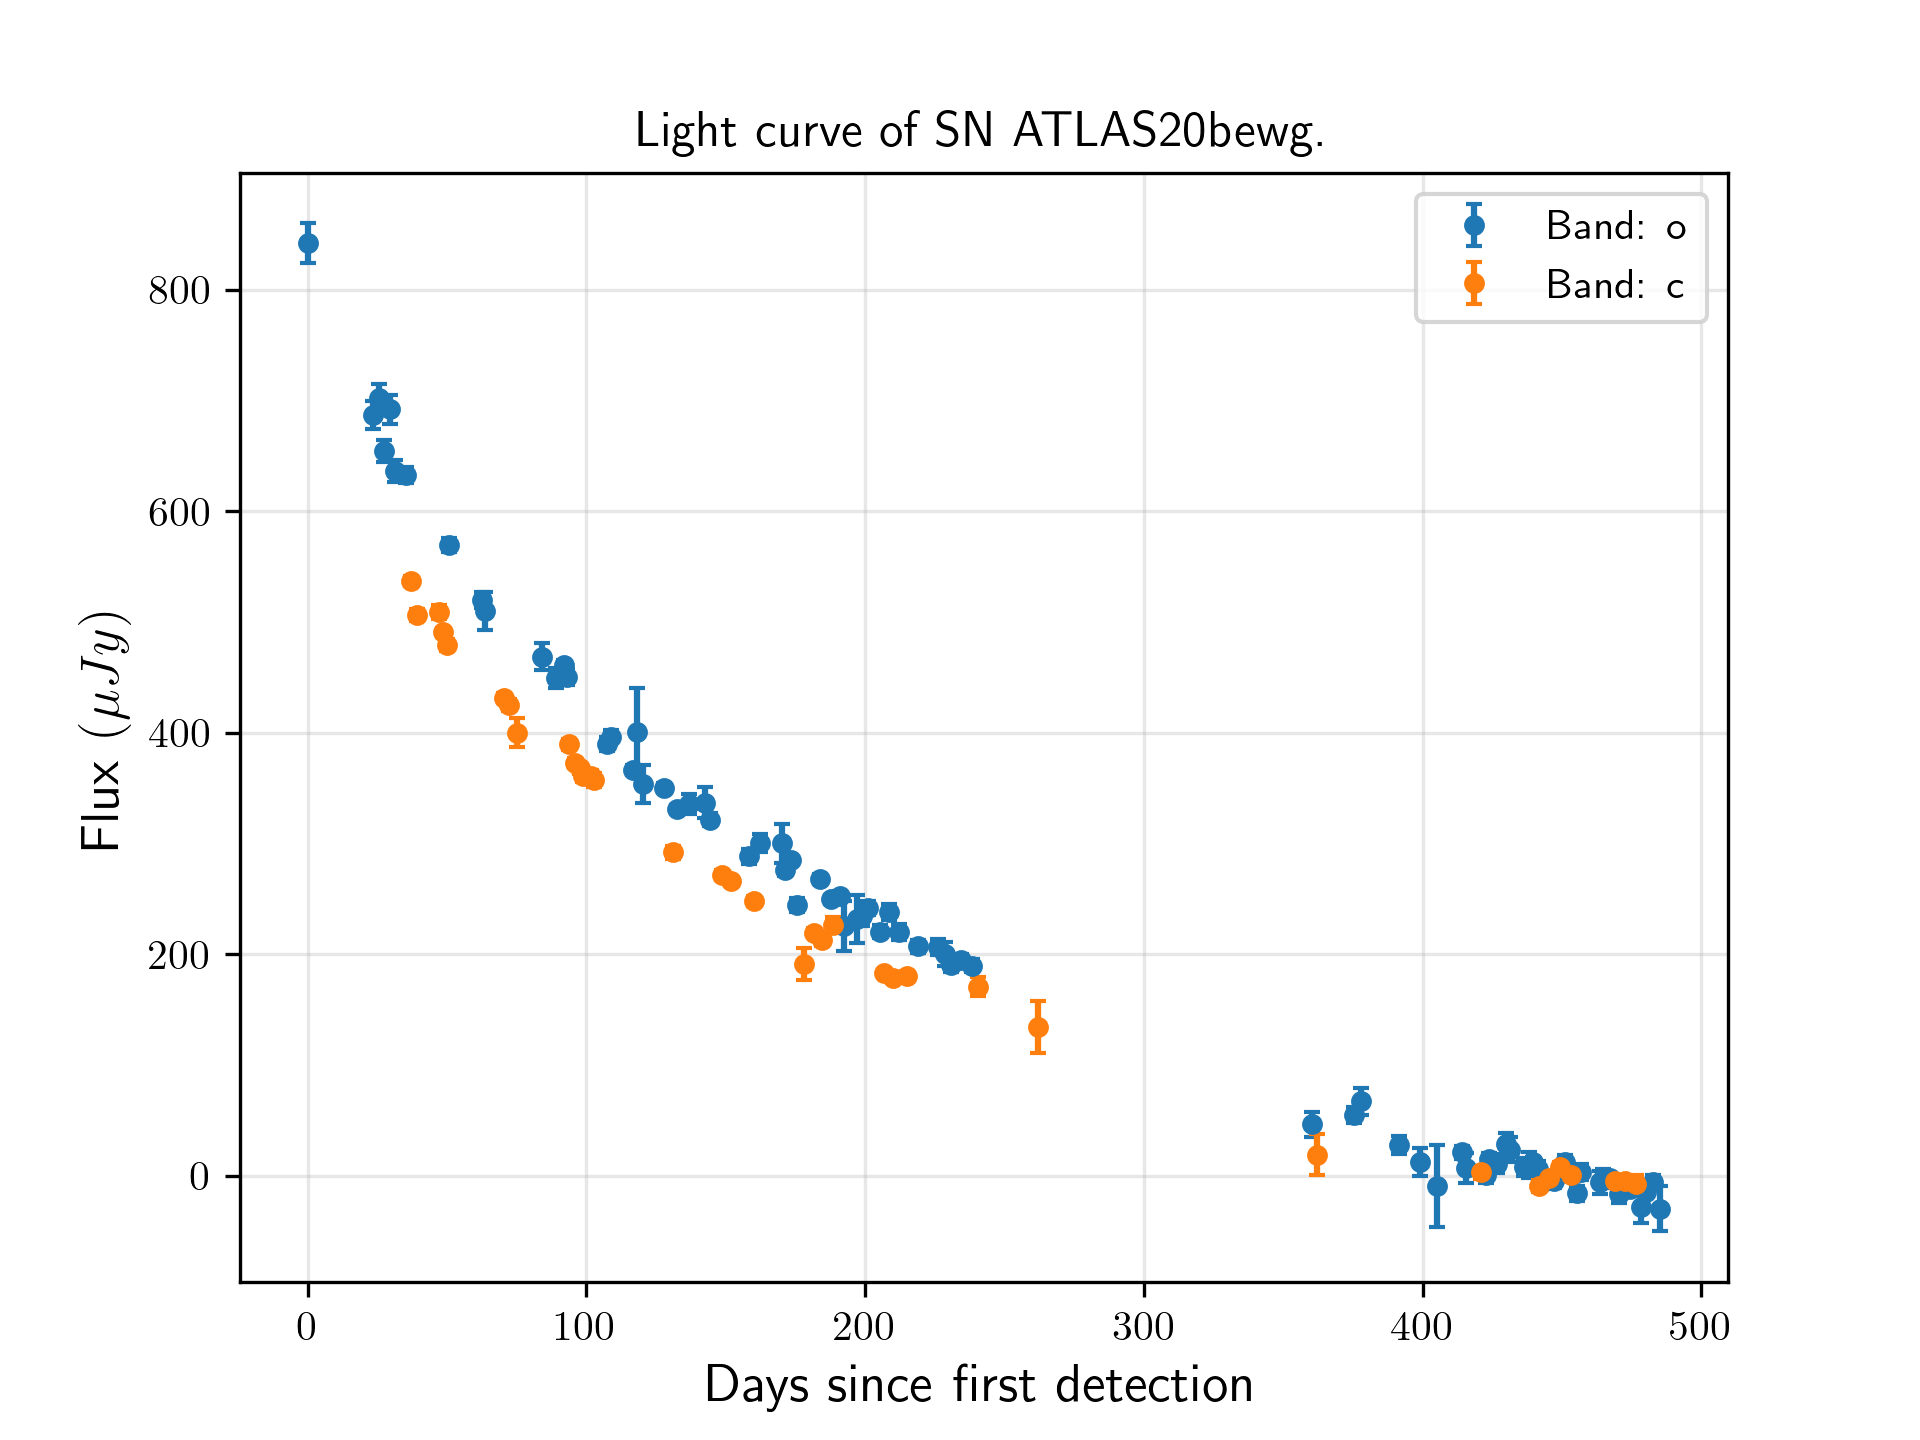 Light curve of SN ATLAS20bewg.
Band: o
Band: c
800
600
400
200
0
Flux (μJy)
0 100 200 300 400 500
Days since first detection